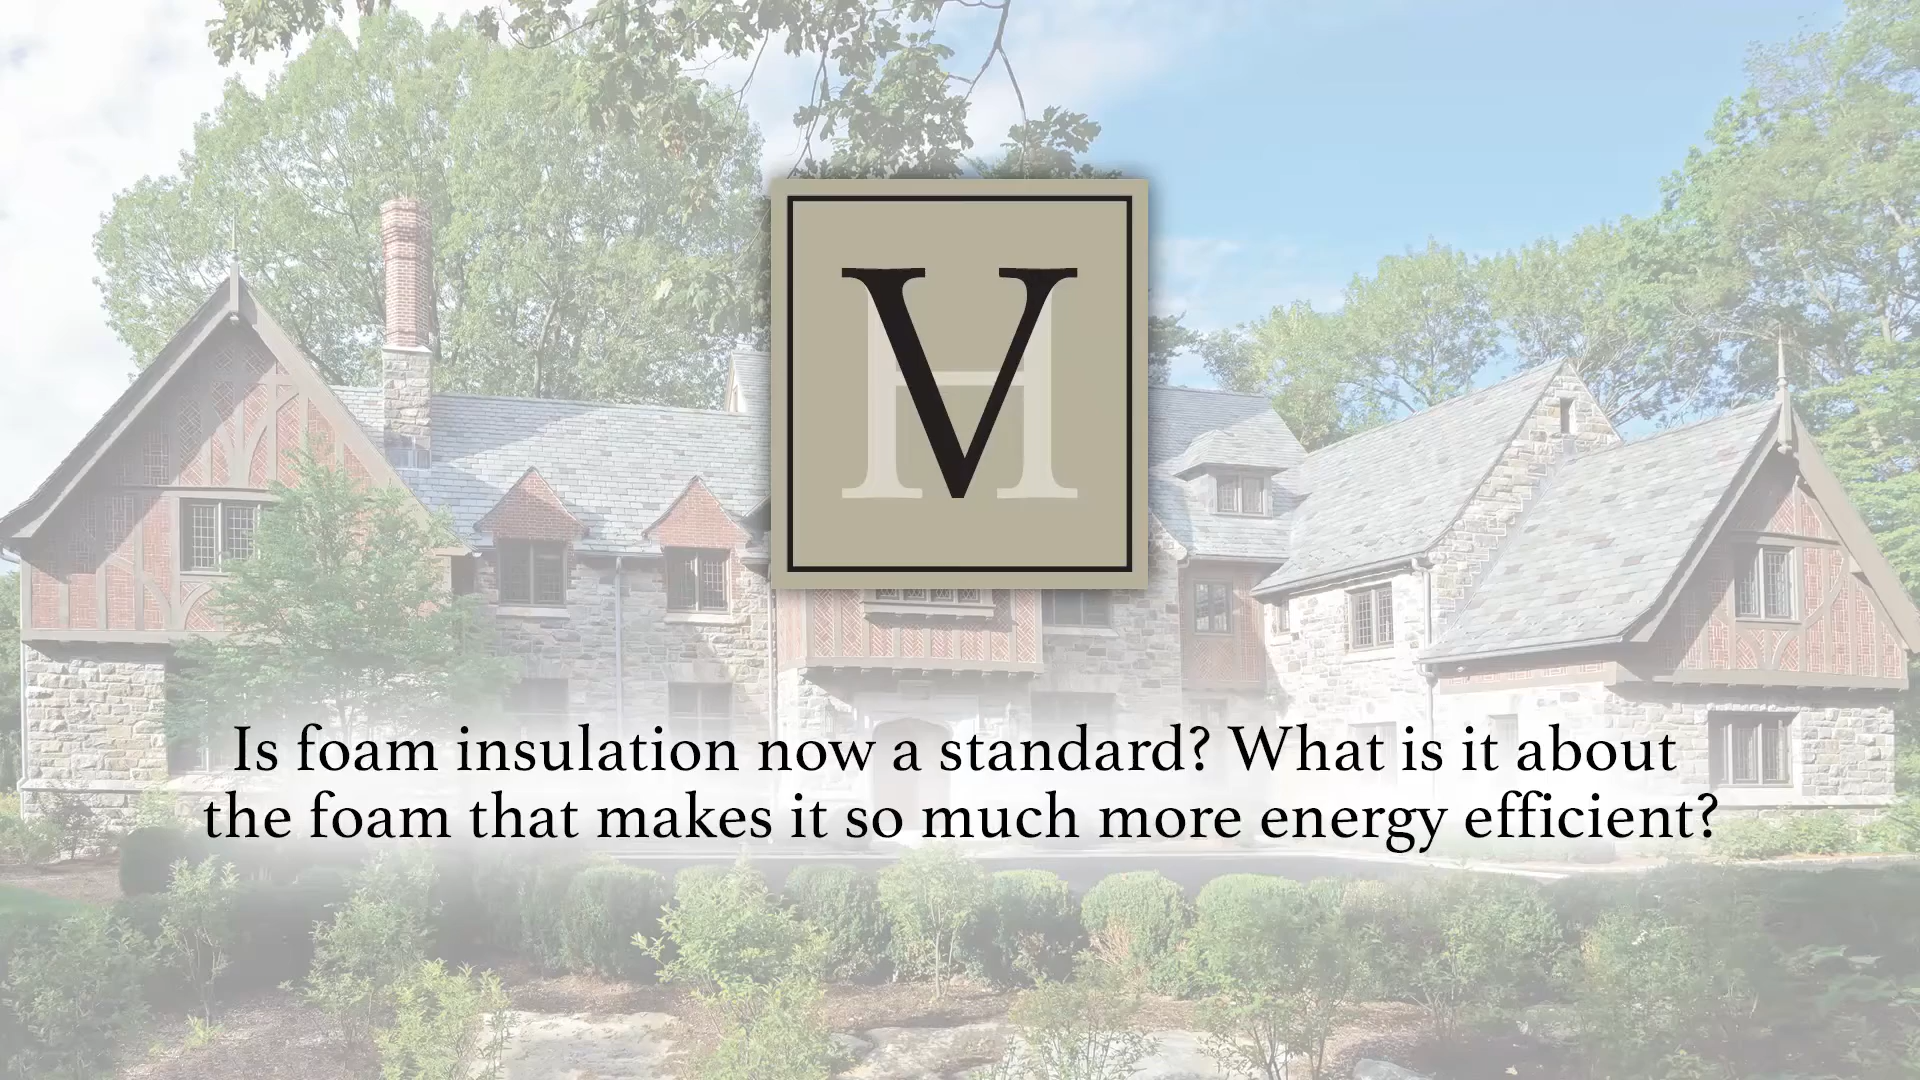 VH
Is foam insulation now a standard? What is it about
the foam that makes it so much more energy efficient?